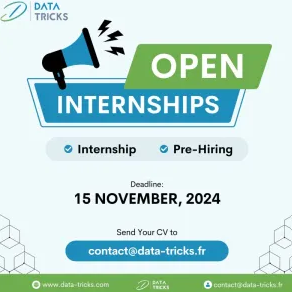 DATA
TRICKS
OPEN
INTERNSHIPS
Internship
Pre-Hiring
Deadline:
15 NOVEMBER, 2024
Send Your CV to
contact@data-tricks.fr
www.data-tricks.com
DATA
TRICKS
contact@data-tricks.fr